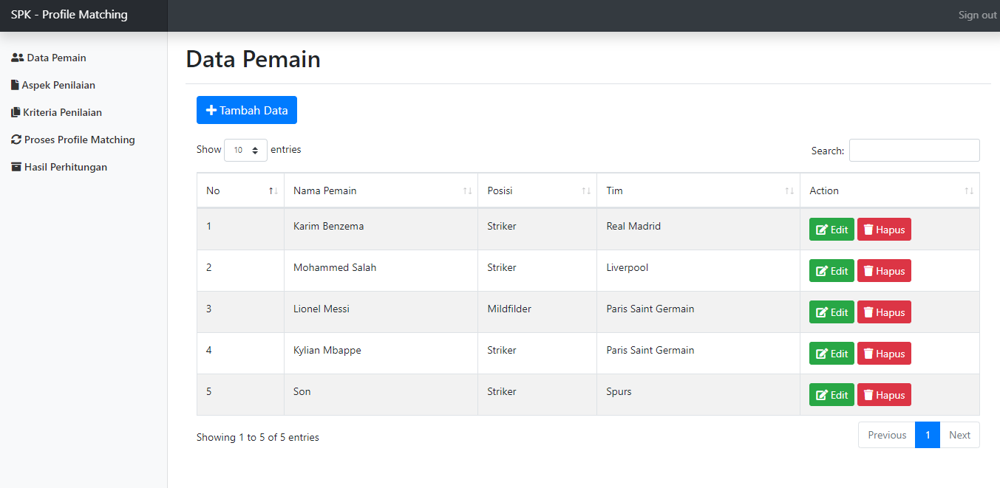 SPK - Profile Matching
Sign out
Data Pemain
Aspek Penilaian
Kriteria Penilaian
Proses Profile Matching
Hasil Perhitungan
Data Pemain
Tambah Data
Show 10 entries
Search:
No Nama Pemain Posisi Tim Action
1 Karim Benzema Striker Real Madrid Edit Hapus
2 Mohammed Salah Striker Liverpool Edit Hapus
3 Lionel Messi Mildfilder Paris Saint Germain Edit Hapus
4 Kylian Mbappe Striker Paris Saint Germain Edit Hapus
5 Son Striker Spurs Edit Hapus
Showing 1 to 5 of 5 entries
Previous 1 Next